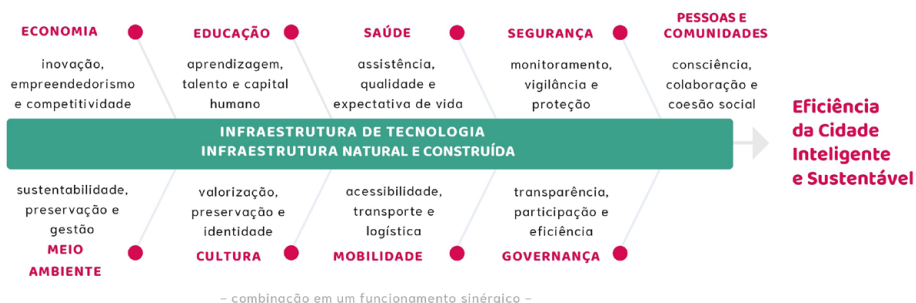 ECONOMIA
inovação,
empreendedorismo
e competitividade
EDUCAÇÃO
aprendizagem,
talento e capital
humano
SAÚDE
assistência,
qualidade e
expectativa de vida
SEGURANÇA
monitoramento,
vigilância e
proteção
PESSOAS E
COMUNIDADES
consciência,
colaboração e
coesão social
INFRAESTRUTURA DE TECNOLOGIA
INFRAESTRUTURA NATURAL E CONSTRUÍDA
Eficiência
da Cidade
Inteligente
e Sustentável
sustentabilidade,
preservação e
gestão
MEIO
AMBIENTE
valorização,
preservação e
identidade
CULTURA
acessibilidade,
transporte e
logística
MOBILIDADE
transparência,
participação e
eficiência
GOVERNANÇA
– combinação em um funcionamento sinérgico –